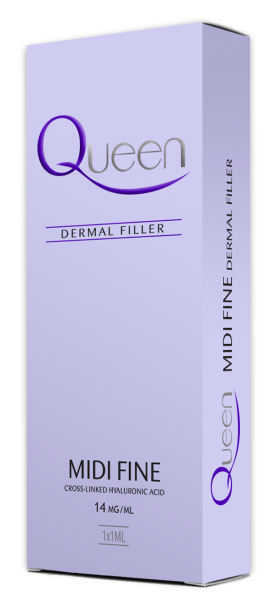 Queen
DERMAL FILLER
MIDI FINE
CROSS-LINKED HYALURONIC ACID
14 MG/ML
1x1ML
Queen MIDI FINE DERMAL FILLER